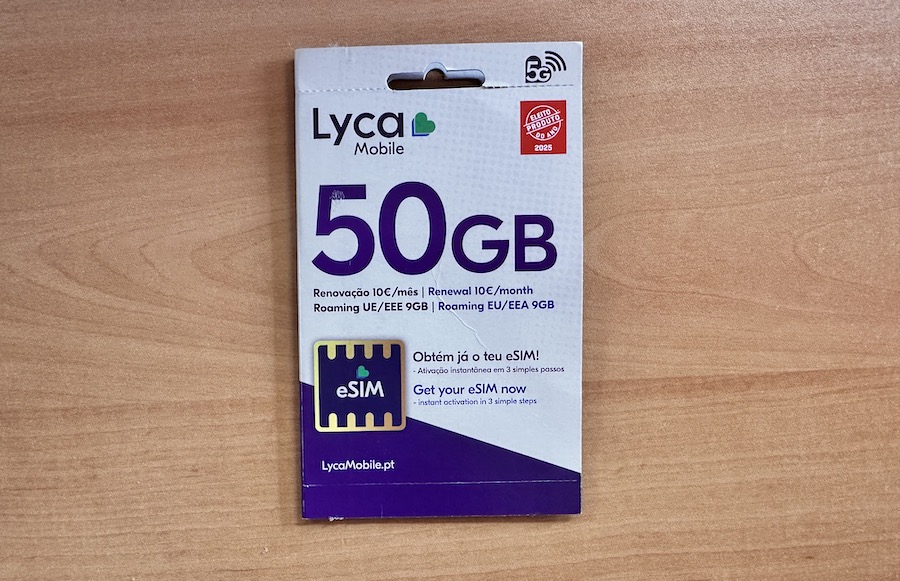 5G
Lyca
Mobile
ELEITO
PRODUTO
DO ANO
2025
50GB
Renovação 10€/mês | Renewal 10€/month
Roaming UE/EEE 9GB | Roaming EU/EEA 9GB
eSIM
Obtém já o teu eSIM!
- Ativação instantânea em 3 simples passos
Get your eSIM now
- instant activation in 3 simple steps
LycaMobile.pt